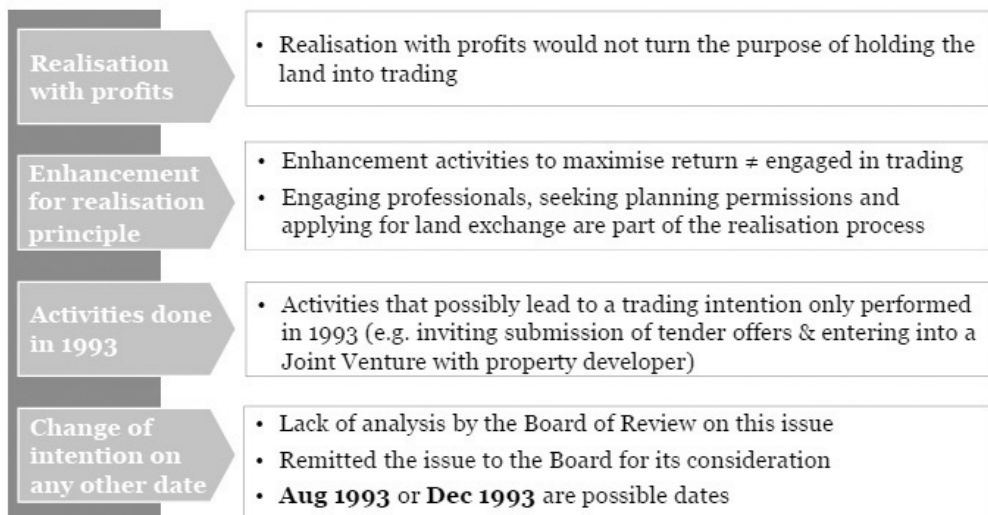 Realisation
with profits
• Realisation with profits would not turn the purpose of holding the
land into trading
Enhancement
for realisation
principle
• Enhancement activities to maximise return ≠ engaged in trading
• Engaging professionals, seeking planning permissions and
applying for land exchange are part of the realisation process
Activities done
in 1993
• Activities that possibly lead to a trading intention only performed
in 1993 (e.g. inviting submission of tender offers & entering into a
Joint Venture with property developer)
Change of
intention on
any other date
• Lack of analysis by the Board of Review on this issue
• Remitted the issue to the Board for its consideration
• Aug 1993 or Dec 1993 are possible dates